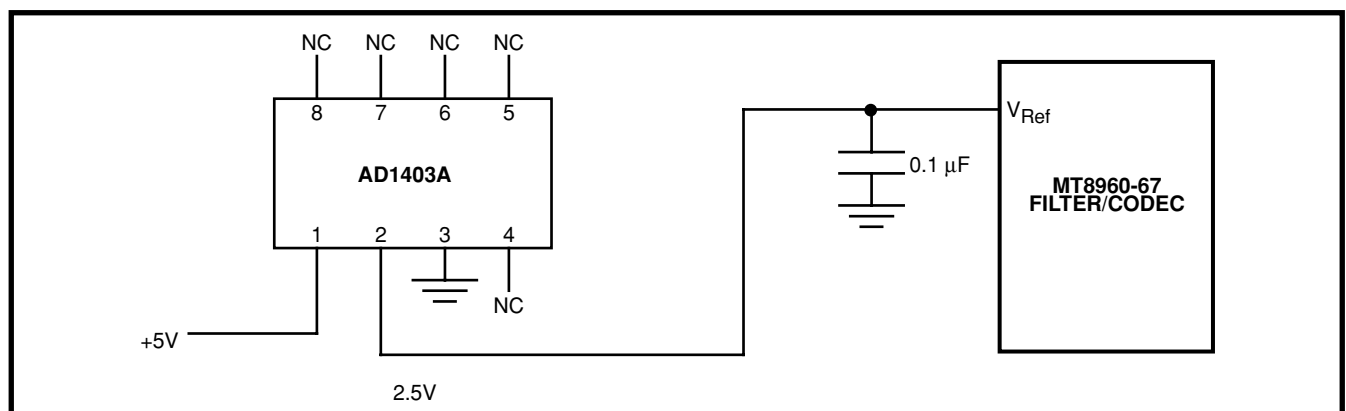 NC NC NC NC
8 7 6 5
AD1403A
1 2 3 4
NC
+5V
2.5V
0.1 μF
VRef
MT8960-67
FILTER/CODEC